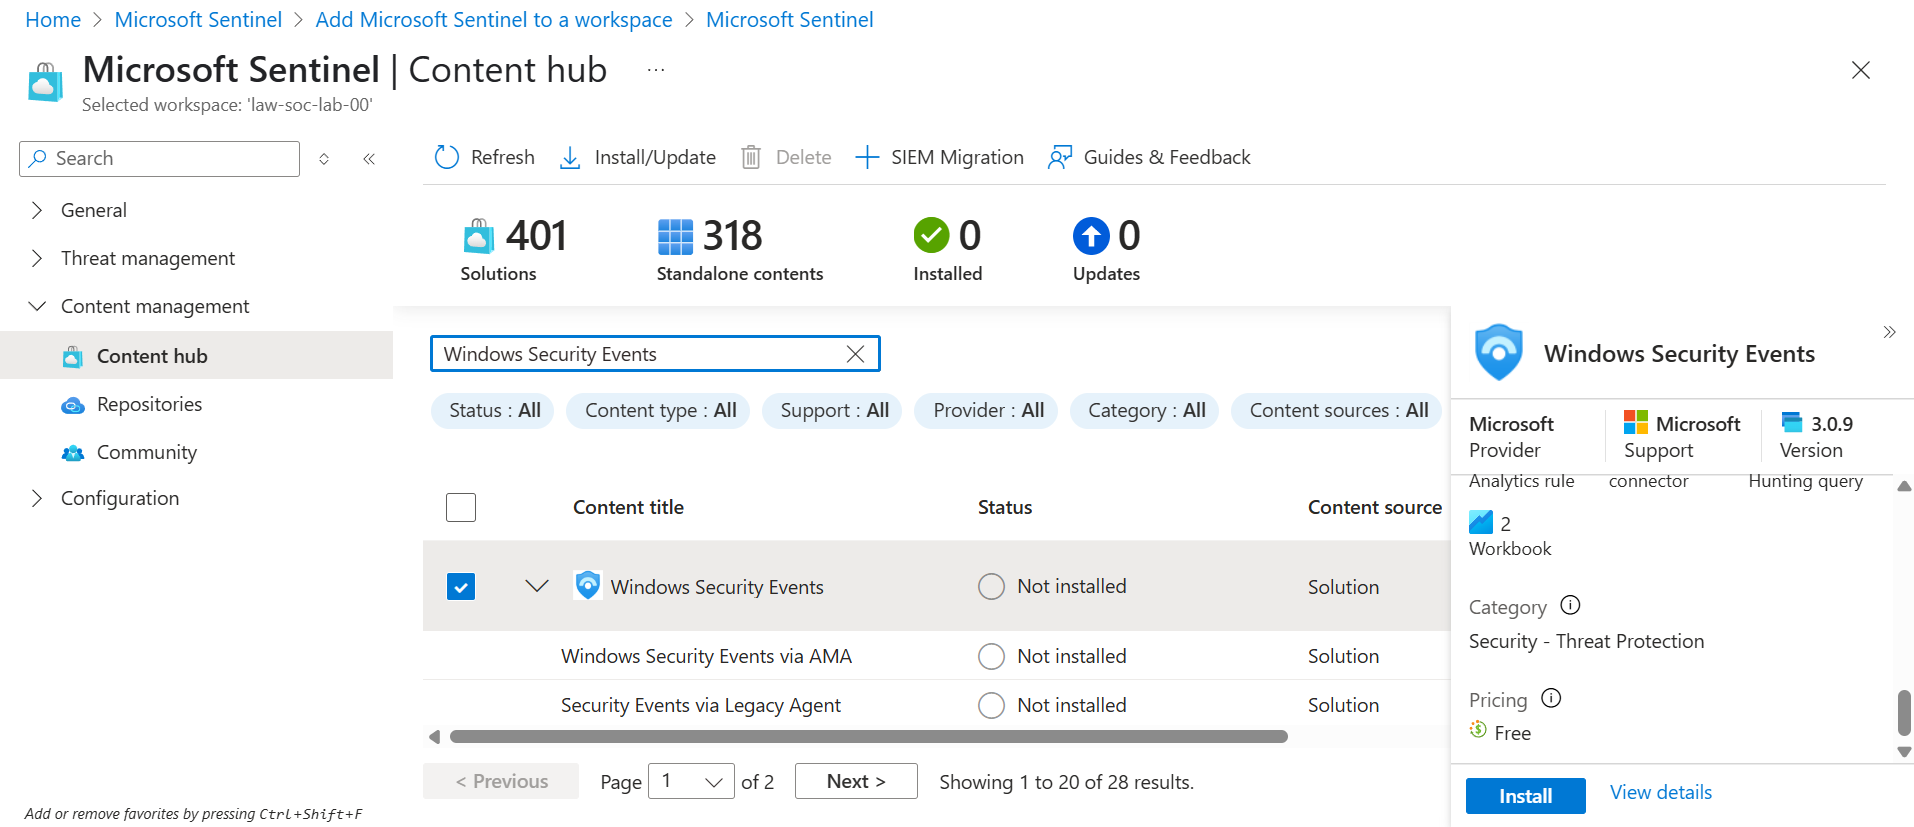 Home > Microsoft Sentinel > Add Microsoft Sentinel to a workspace > Microsoft Sentinel
Microsoft Sentinel | Content hub ...
Selected workspace: 'law-soc-lab-00'
Search
General
Threat management
Content management
Content hub
Repositories
Community
Configuration
Add or remove favorites by pressing Ctrl+Shift+F
Refresh Install/Update Delete SIEM Migration Guides & Feedback
401 318 0 0
Solutions Standalone contents Installed Updates
Windows Security Events
Status : All Content type : All Support : All Provider : All Category : All Content sources : All
Content title Status Content source
Windows Security Events Not installed Solution
Windows Security Events via AMA Not installed Solution
Security Events via Legacy Agent Not installed Solution
< Previous Page 1 of 2 Next > Showing 1 to 20 of 28 results.
Windows Security Events
Microsoft Microsoft 3.0.9
Provider Support Version
Analytics rule connector Hunting query
2
Workbook
Category
Security - Threat Protection
Pricing
Free
Install View details